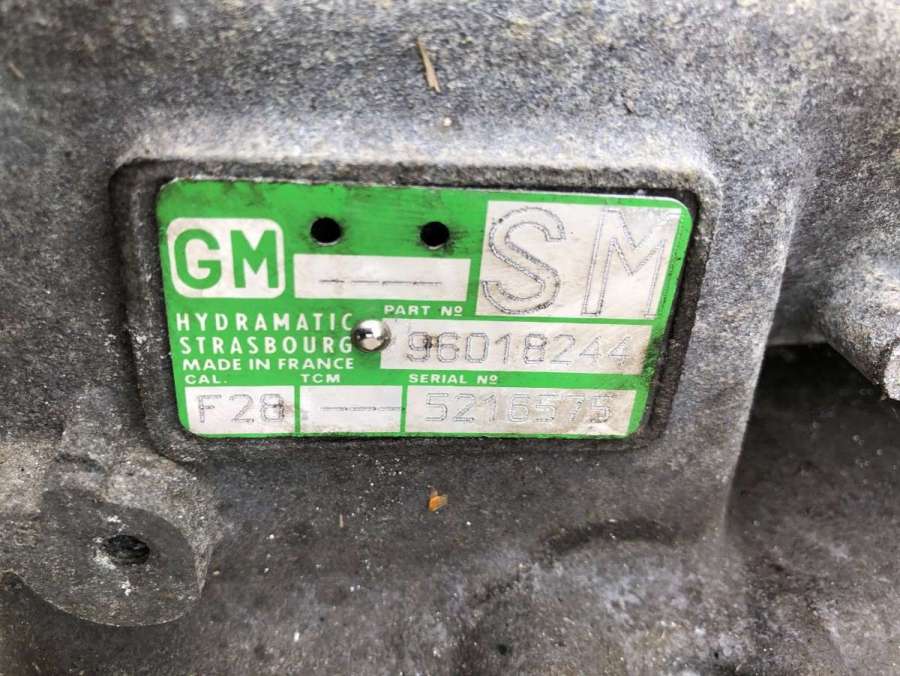 GM
--- SM
HYDRAMATIC
STRASBOURG
MADE IN FRANCE
PART Nº
96018244
CAL. TCM SERIAL Nº
F28 --- 5216575